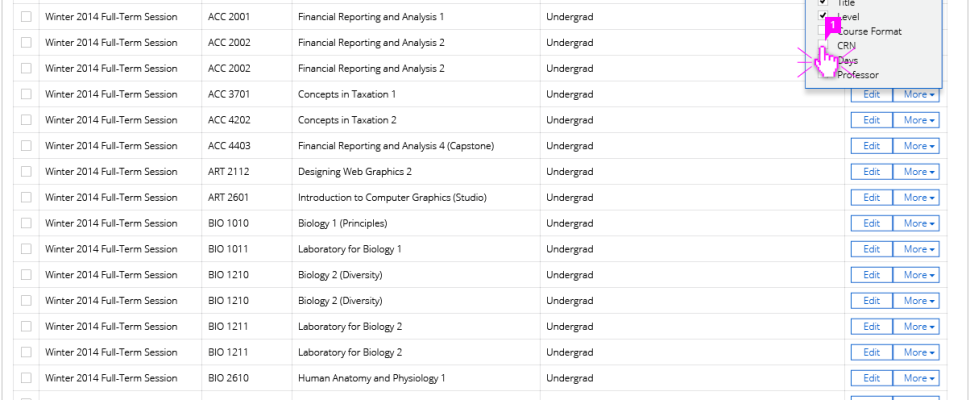 Title
Winter 2014 Full-Term Session ACC 2001 Financial Reporting and Analysis 1 Undergrad Level
1
Course Format
Winter 2014 Full-Term Session ACC 2002 Financial Reporting and Analysis 2 Undergrad CRN
Days
Winter 2014 Full-Term Session ACC 2002 Financial Reporting and Analysis 2 Undergrad
Professor
Winter 2014 Full-Term Session ACC 3701 Concepts in Taxation 1 Undergrad Edit More
Winter 2014 Full-Term Session ACC 4202 Concepts in Taxation 2 Undergrad Edit More
Winter 2014 Full-Term Session ACC 4403 Financial Reporting and Analysis 4 (Capstone) Undergrad Edit More
Winter 2014 Full-Term Session ART 2112 Designing Web Graphics 2 Undergrad Edit More
Winter 2014 Full-Term Session ART 2601 Introduction to Computer Graphics (Studio) Undergrad Edit More
Winter 2014 Full-Term Session BIO 1010 Biology 1 (Principles) Undergrad Edit More
Winter 2014 Full-Term Session BIO 1011 Laboratory for Biology 1 Undergrad Edit More
Winter 2014 Full-Term Session BIO 1210 Biology 2 (Diversity) Undergrad Edit More
Winter 2014 Full-Term Session BIO 1210 Biology 2 (Diversity) Undergrad Edit More
Winter 2014 Full-Term Session BIO 1211 Laboratory for Biology 2 Undergrad Edit More
Winter 2014 Full-Term Session BIO 1211 Laboratory for Biology 2 Undergrad Edit More
Winter 2014 Full-Term Session BIO 2610 Human Anatomy and Physiology 1 Undergrad Edit More